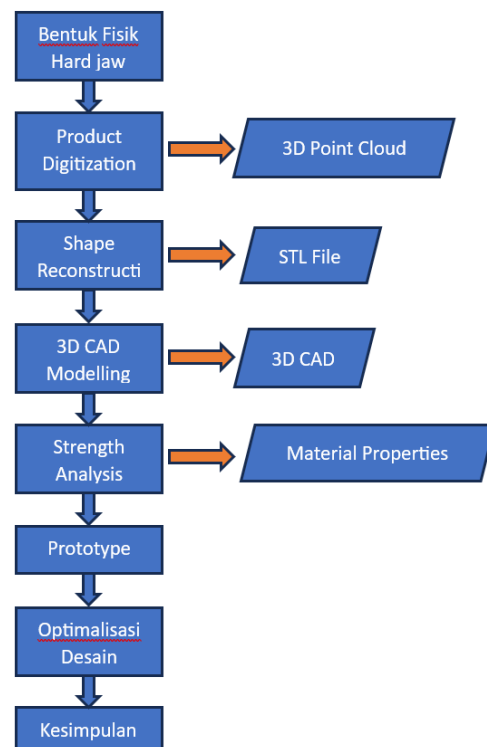 Bentuk Fisik
Hard jaw
Product
Digitization
3D Point Cloud
Shape
Reconstructi
STL File
3D CAD
Modelling
3D CAD
Strength
Analysis
Material Properties
Prototype
Optimalisasi
Desain
Kesimpulan